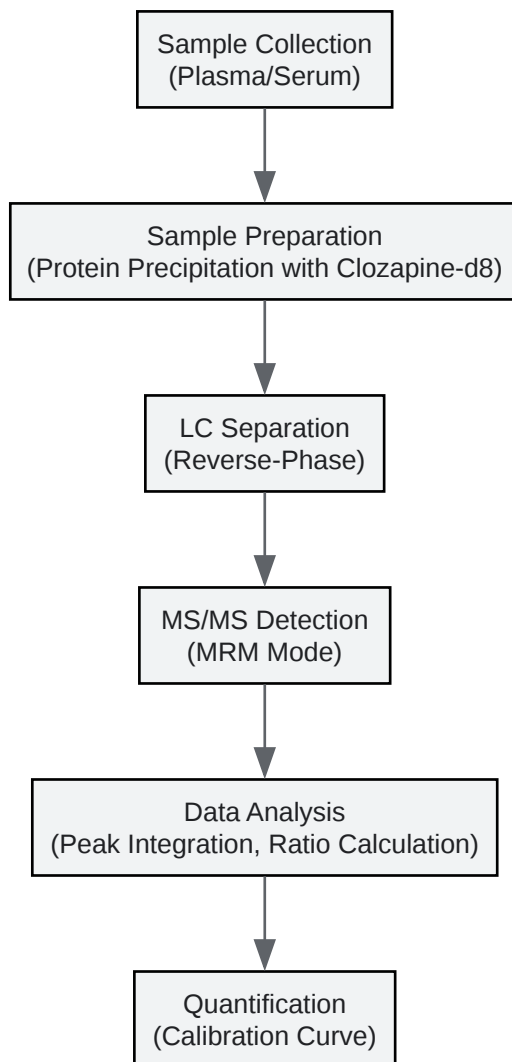 Sample Collection
(Plasma/Serum)
Sample Preparation
(Protein Precipitation with Clozapine-d8)
LC Separation
(Reverse-Phase)
MS/MS Detection
(MRM Mode)
Data Analysis
(Peak Integration, Ratio Calculation)
Quantification
(Calibration Curve)